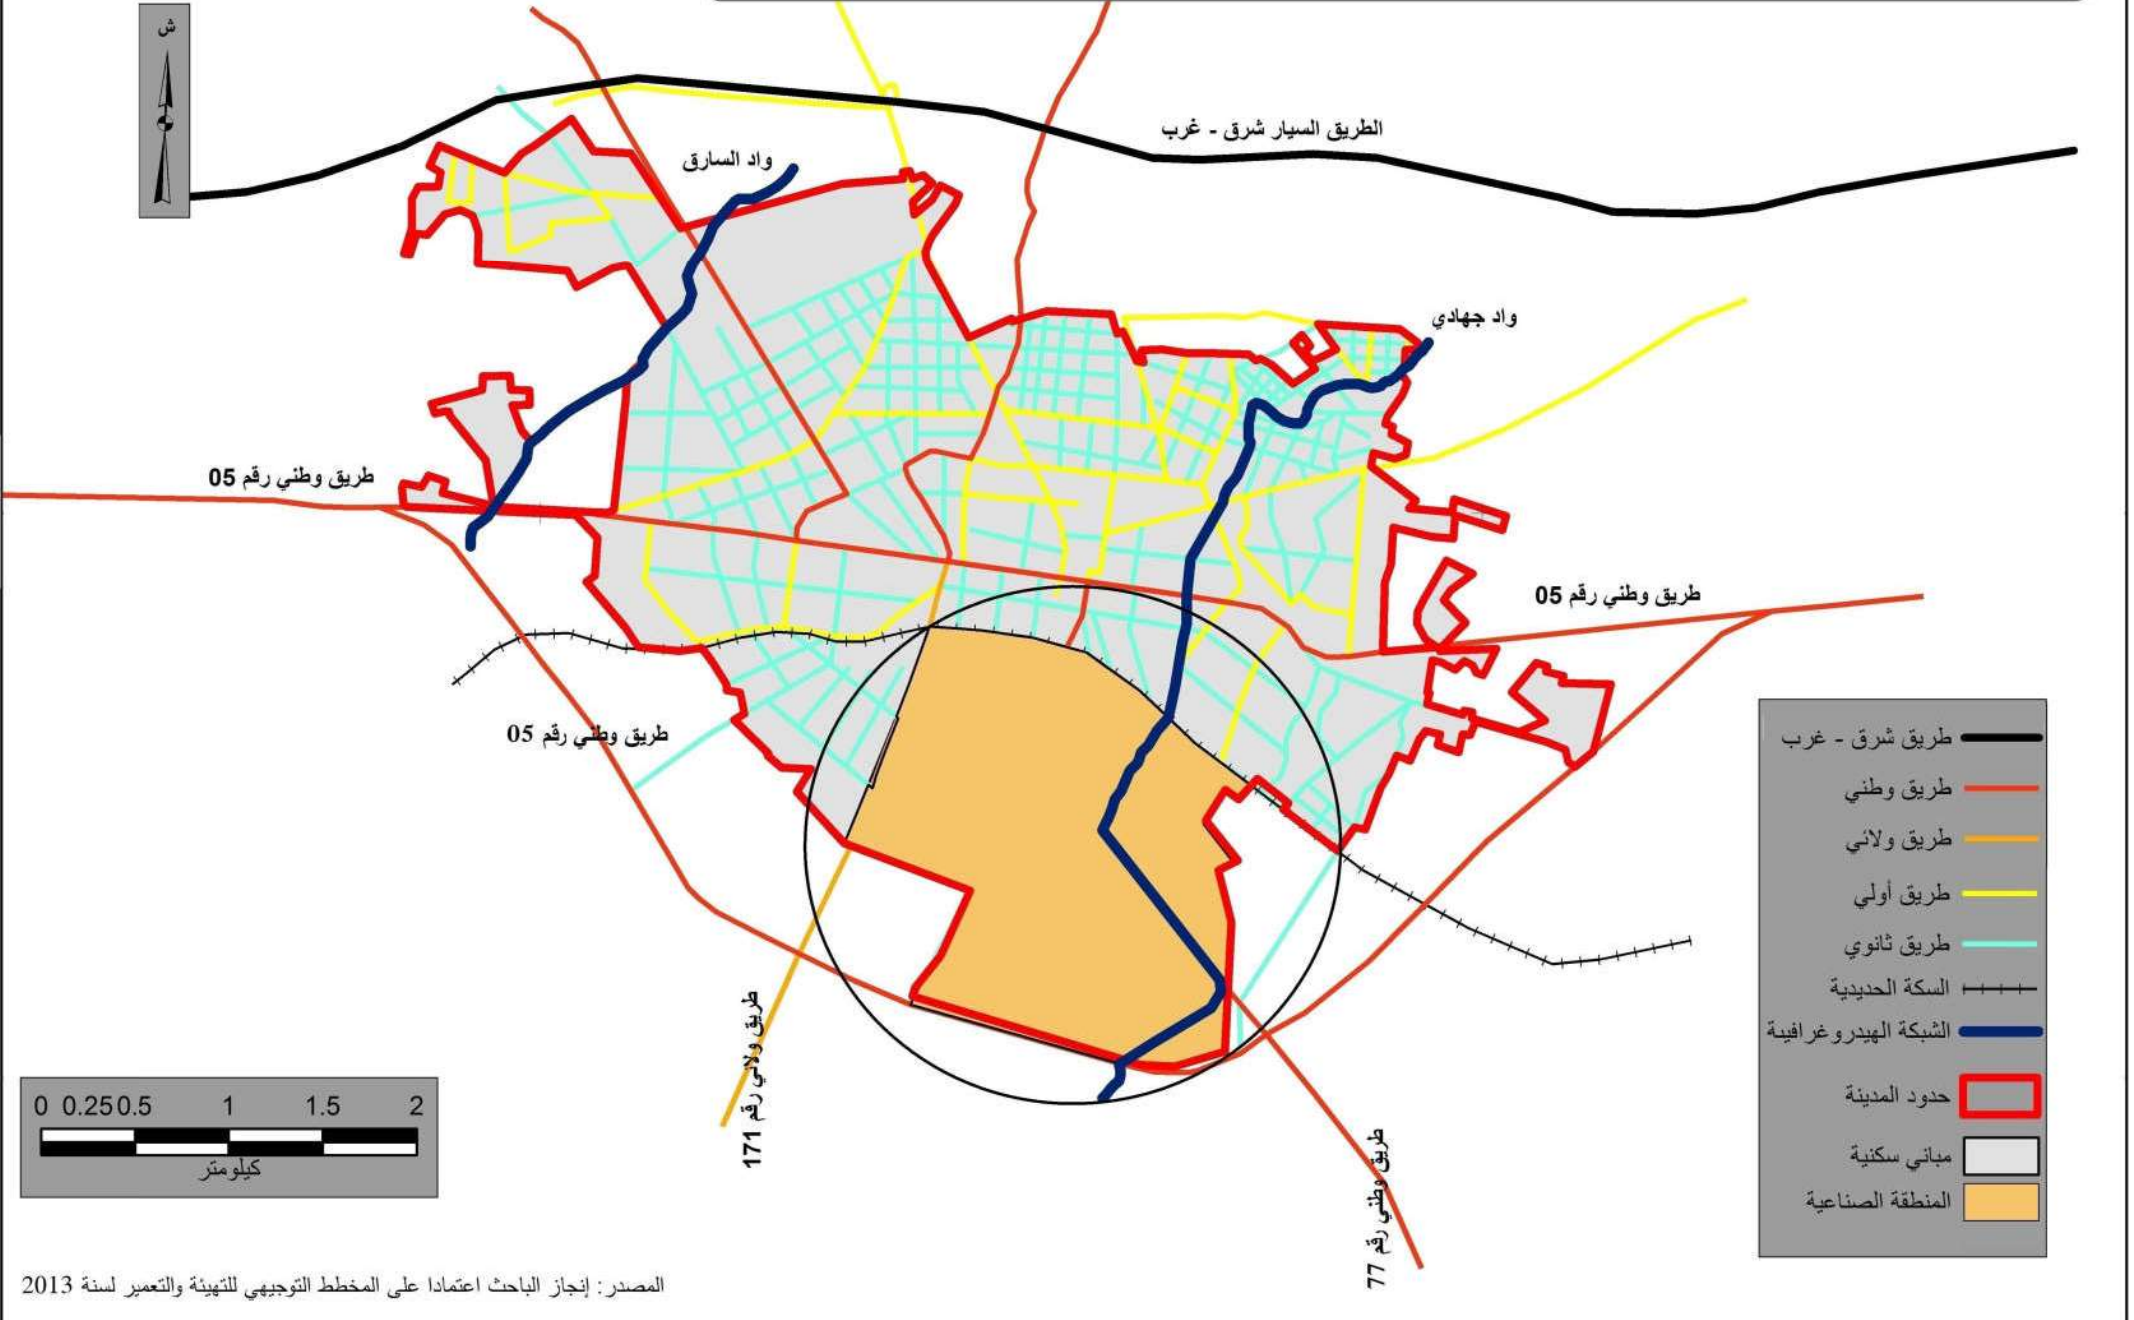 ش
الطريق السيار شرق - غرب
واد السارق
واد جهادي
طريق وطني رقم 05
طريق وطني رقم 05
طريق وطني رقم 05
طريق ولائي رقم 171
طريق وطني رقم 77
طريق شرق - غرب
طريق وطني
طريق ولائي
طريق أولي
طريق ثانوي
السكة الحديدية
الشبكة الهيدروغرافيىة
حدود المدينة
مباني سكنية
المنطقة الصناعية
0 0.25 0.5 1 1.5 2
كيلومتر
المصدر: إنجاز الباحث اعتمادا على المخطط التوجيهي للتهيئة والتعمير لسنة 2013